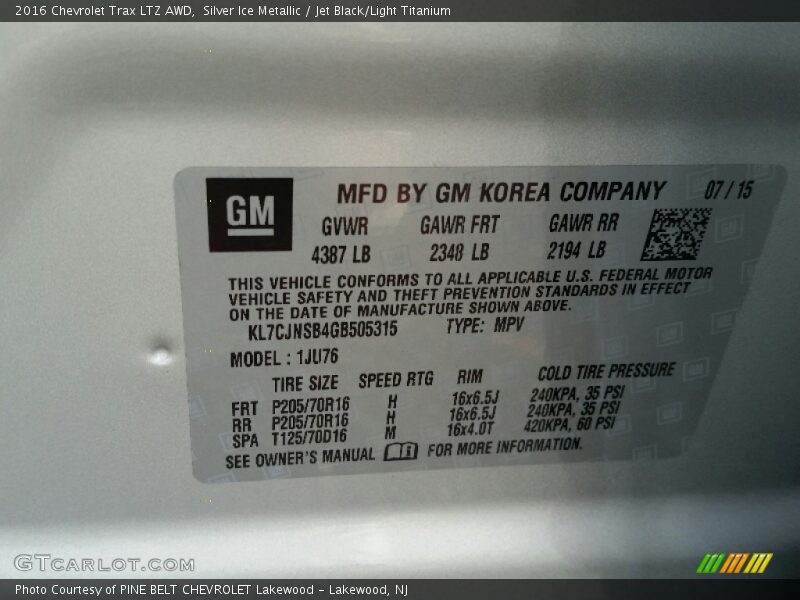 2016 Chevrolet Trax LTZ AWD,  Silver Ice Metallic / Jet Black/Light Titanium
GM
MFD BY GM KOREA COMPANY 07/15
GVWR GAWR FRT GAWR RR
4387 LB 2348 LB 2194 LB
THIS VEHICLE CONFORMS TO ALL APPLICABLE U.S. FEDERAL MOTOR
VEHICLE SAFETY AND THEFT PREVENTION STANDARDS IN EFFECT
ON THE DATE OF MANUFACTURE SHOWN ABOVE.
KL7CJNSB4GB505315 TYPE: MPV
MODEL : 1JU76
TIRE SIZE SPEED RTG RIM COLD TIRE PRESSURE
FRT P205/70R16 H 16x6.5J 240KPA, 35 PSI
RR P205/70R16 H 16x6.5J 240KPA, 35 PSI
SPA T125/70D16 M 16x4.0T 420KPA, 60 PSI
SEE OWNER'S MANUAL FOR MORE INFORMATION.
GTCARLOT.COM
Photo Courtesy of PINE BELT CHEVROLET Lakewood – Lakewood, NJ